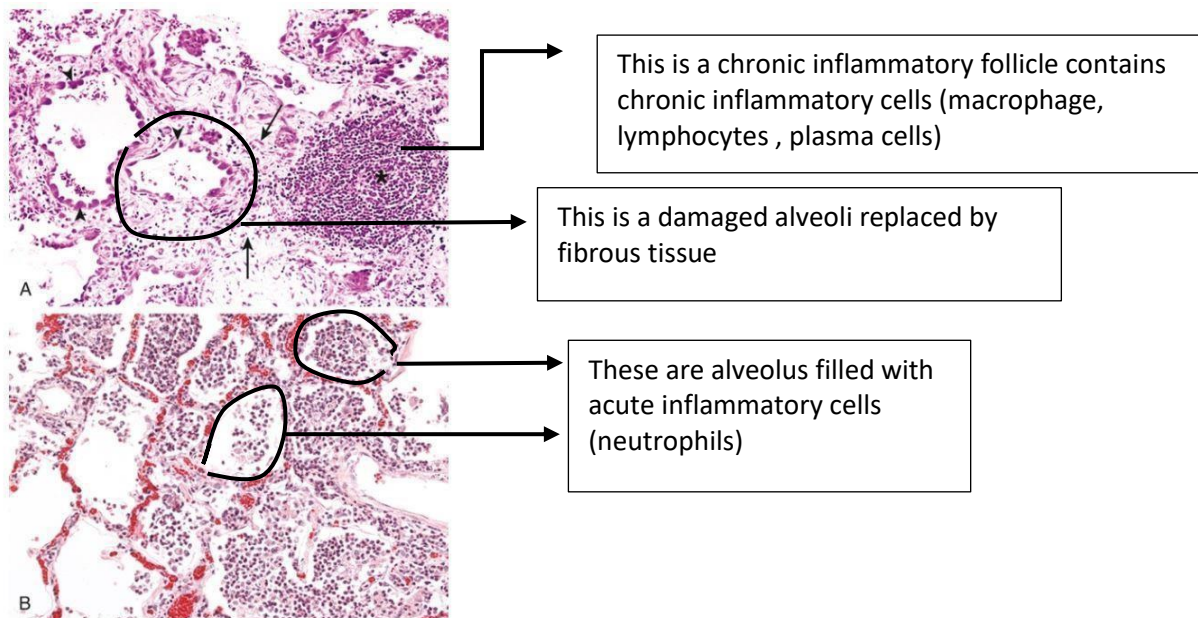 This is a chronic inflammatory follicle contains
chronic inflammatory cells (macrophage,
lymphocytes , plasma cells)
This is a damaged alveoli replaced by
fibrous tissue
A
These are alveolus filled with
acute inflammatory cells
(neutrophils)
B